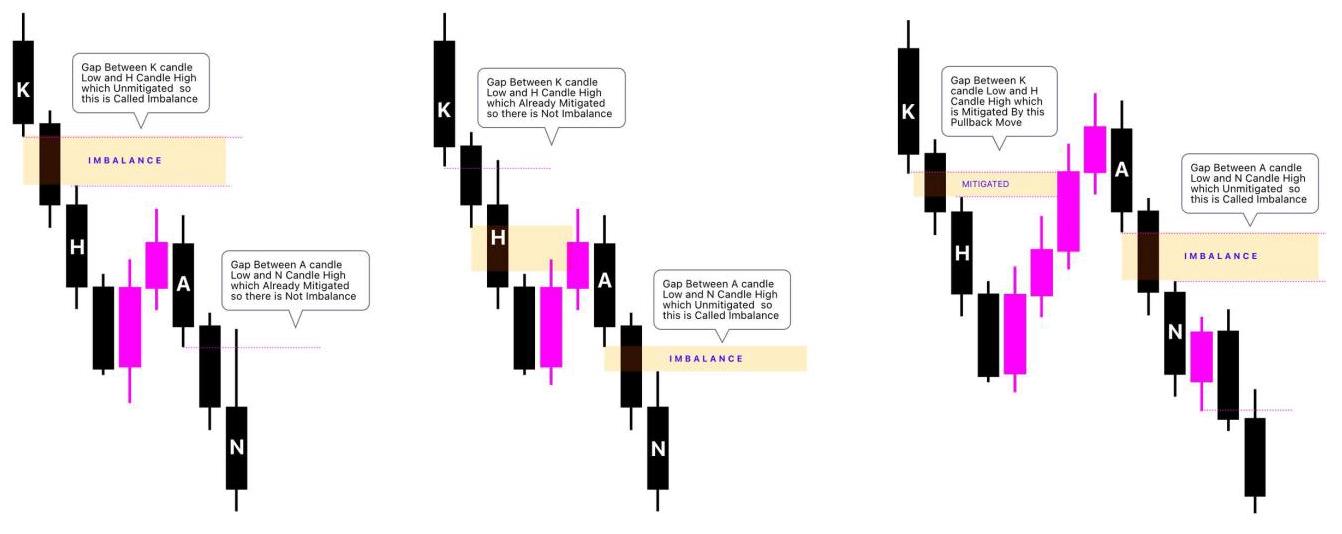 K
Gap Between K candle
Low and H Candle High
which Unmitigated so
this is Called Imbalance
IMBALANCE
H
A
Gap Between A candle
Low and N Candle High
which Already Mitigated
so there is Not Imbalance
N
K
Gap Between K candle
Low and H Candle High
which Already Mitigated
so there is Not Imbalance
H
A
Gap Between A candle
Low and N Candle High
which Unmitigated so
this is Called Imbalance
IMBALANCE
N
K
Gap Between K
candle Low and H
Candle High which
is Mitigated By this
Pullback Move
MITIGATED
H
A
Gap Between A candle
Low and N Candle High
which Unmitigated so
this is Called Imbalance
IMBALANCE
N